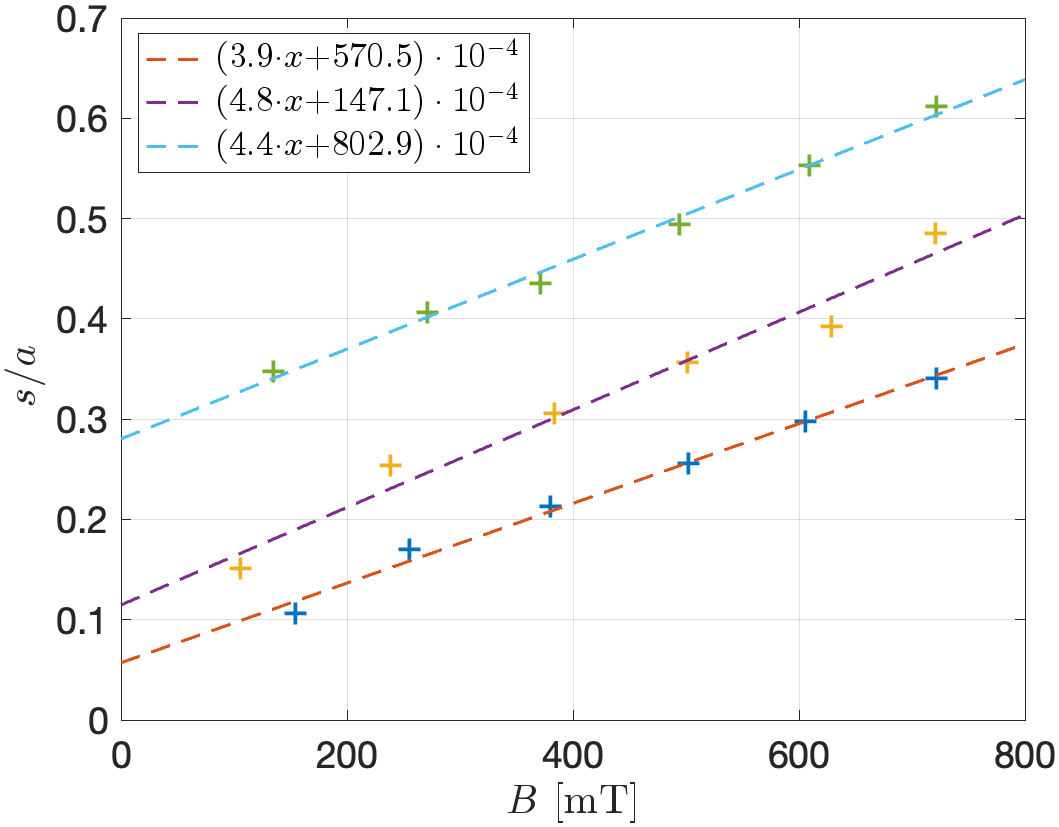 0.7
0.6
0.5
0.4
0.3
0.2
0.1
0
s/a
(3.9·x+570.5) · 10⁻⁴
(4.8·x+147.1) · 10⁻⁴
(4.4·x+802.9) · 10⁻⁴
0 200 400 600 800
B [mT]